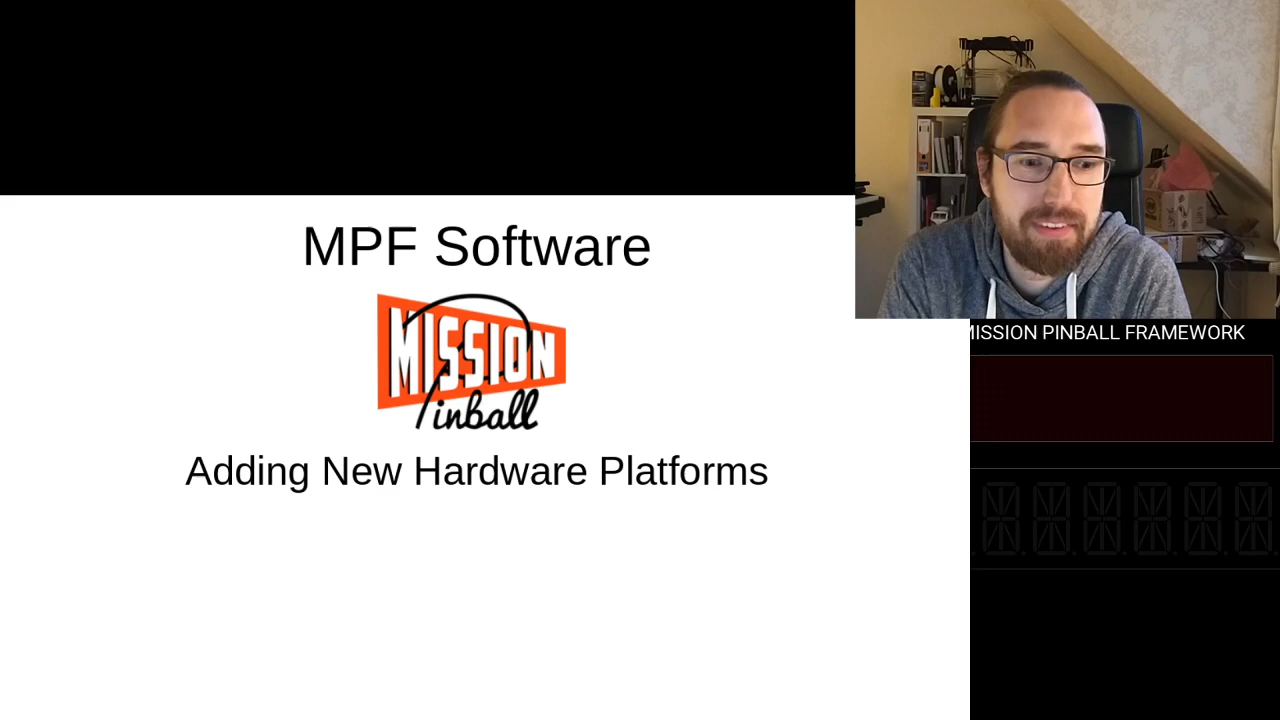 MPF Software
MISSION
Pinball
Adding New Hardware Platforms
MISSION PINBALL FRAMEWORK